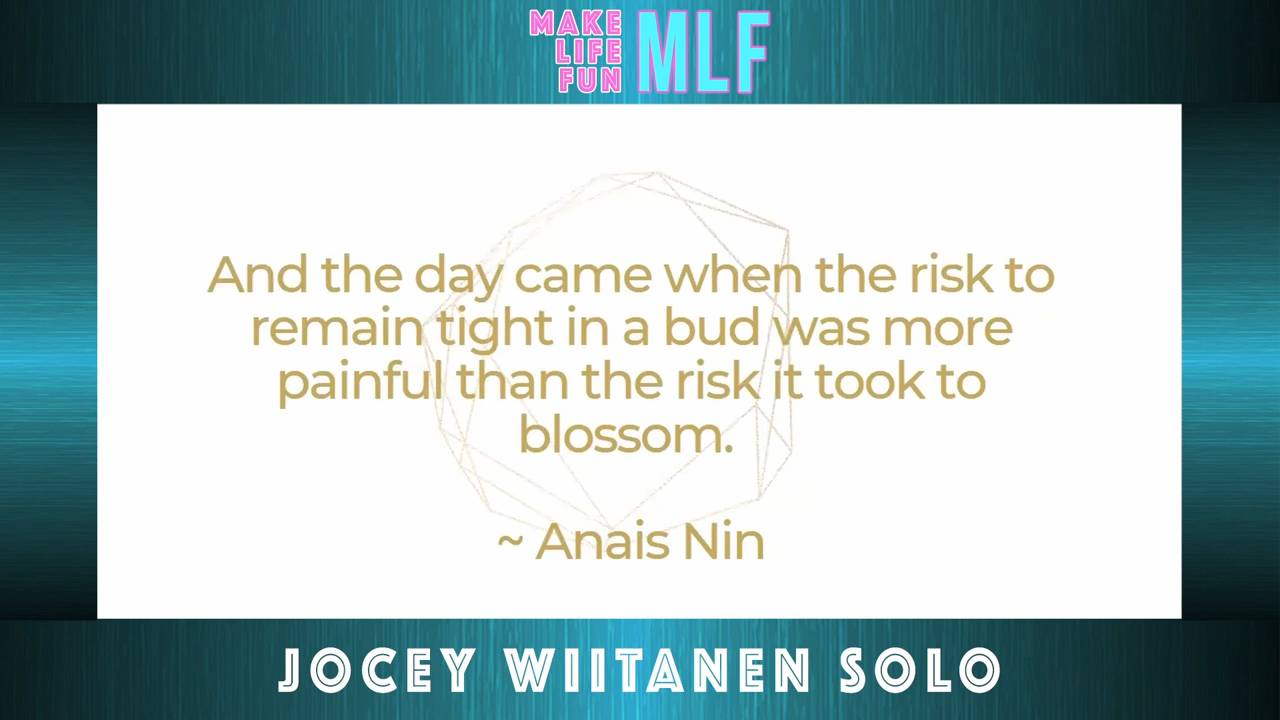 MAKE
LIFE
FUN
MLF
And the day came when the risk to
remain tight in a bud was more
painful than the risk it took to
blossom.
~ Anais Nin
JOCEY WIITANEN SOLO